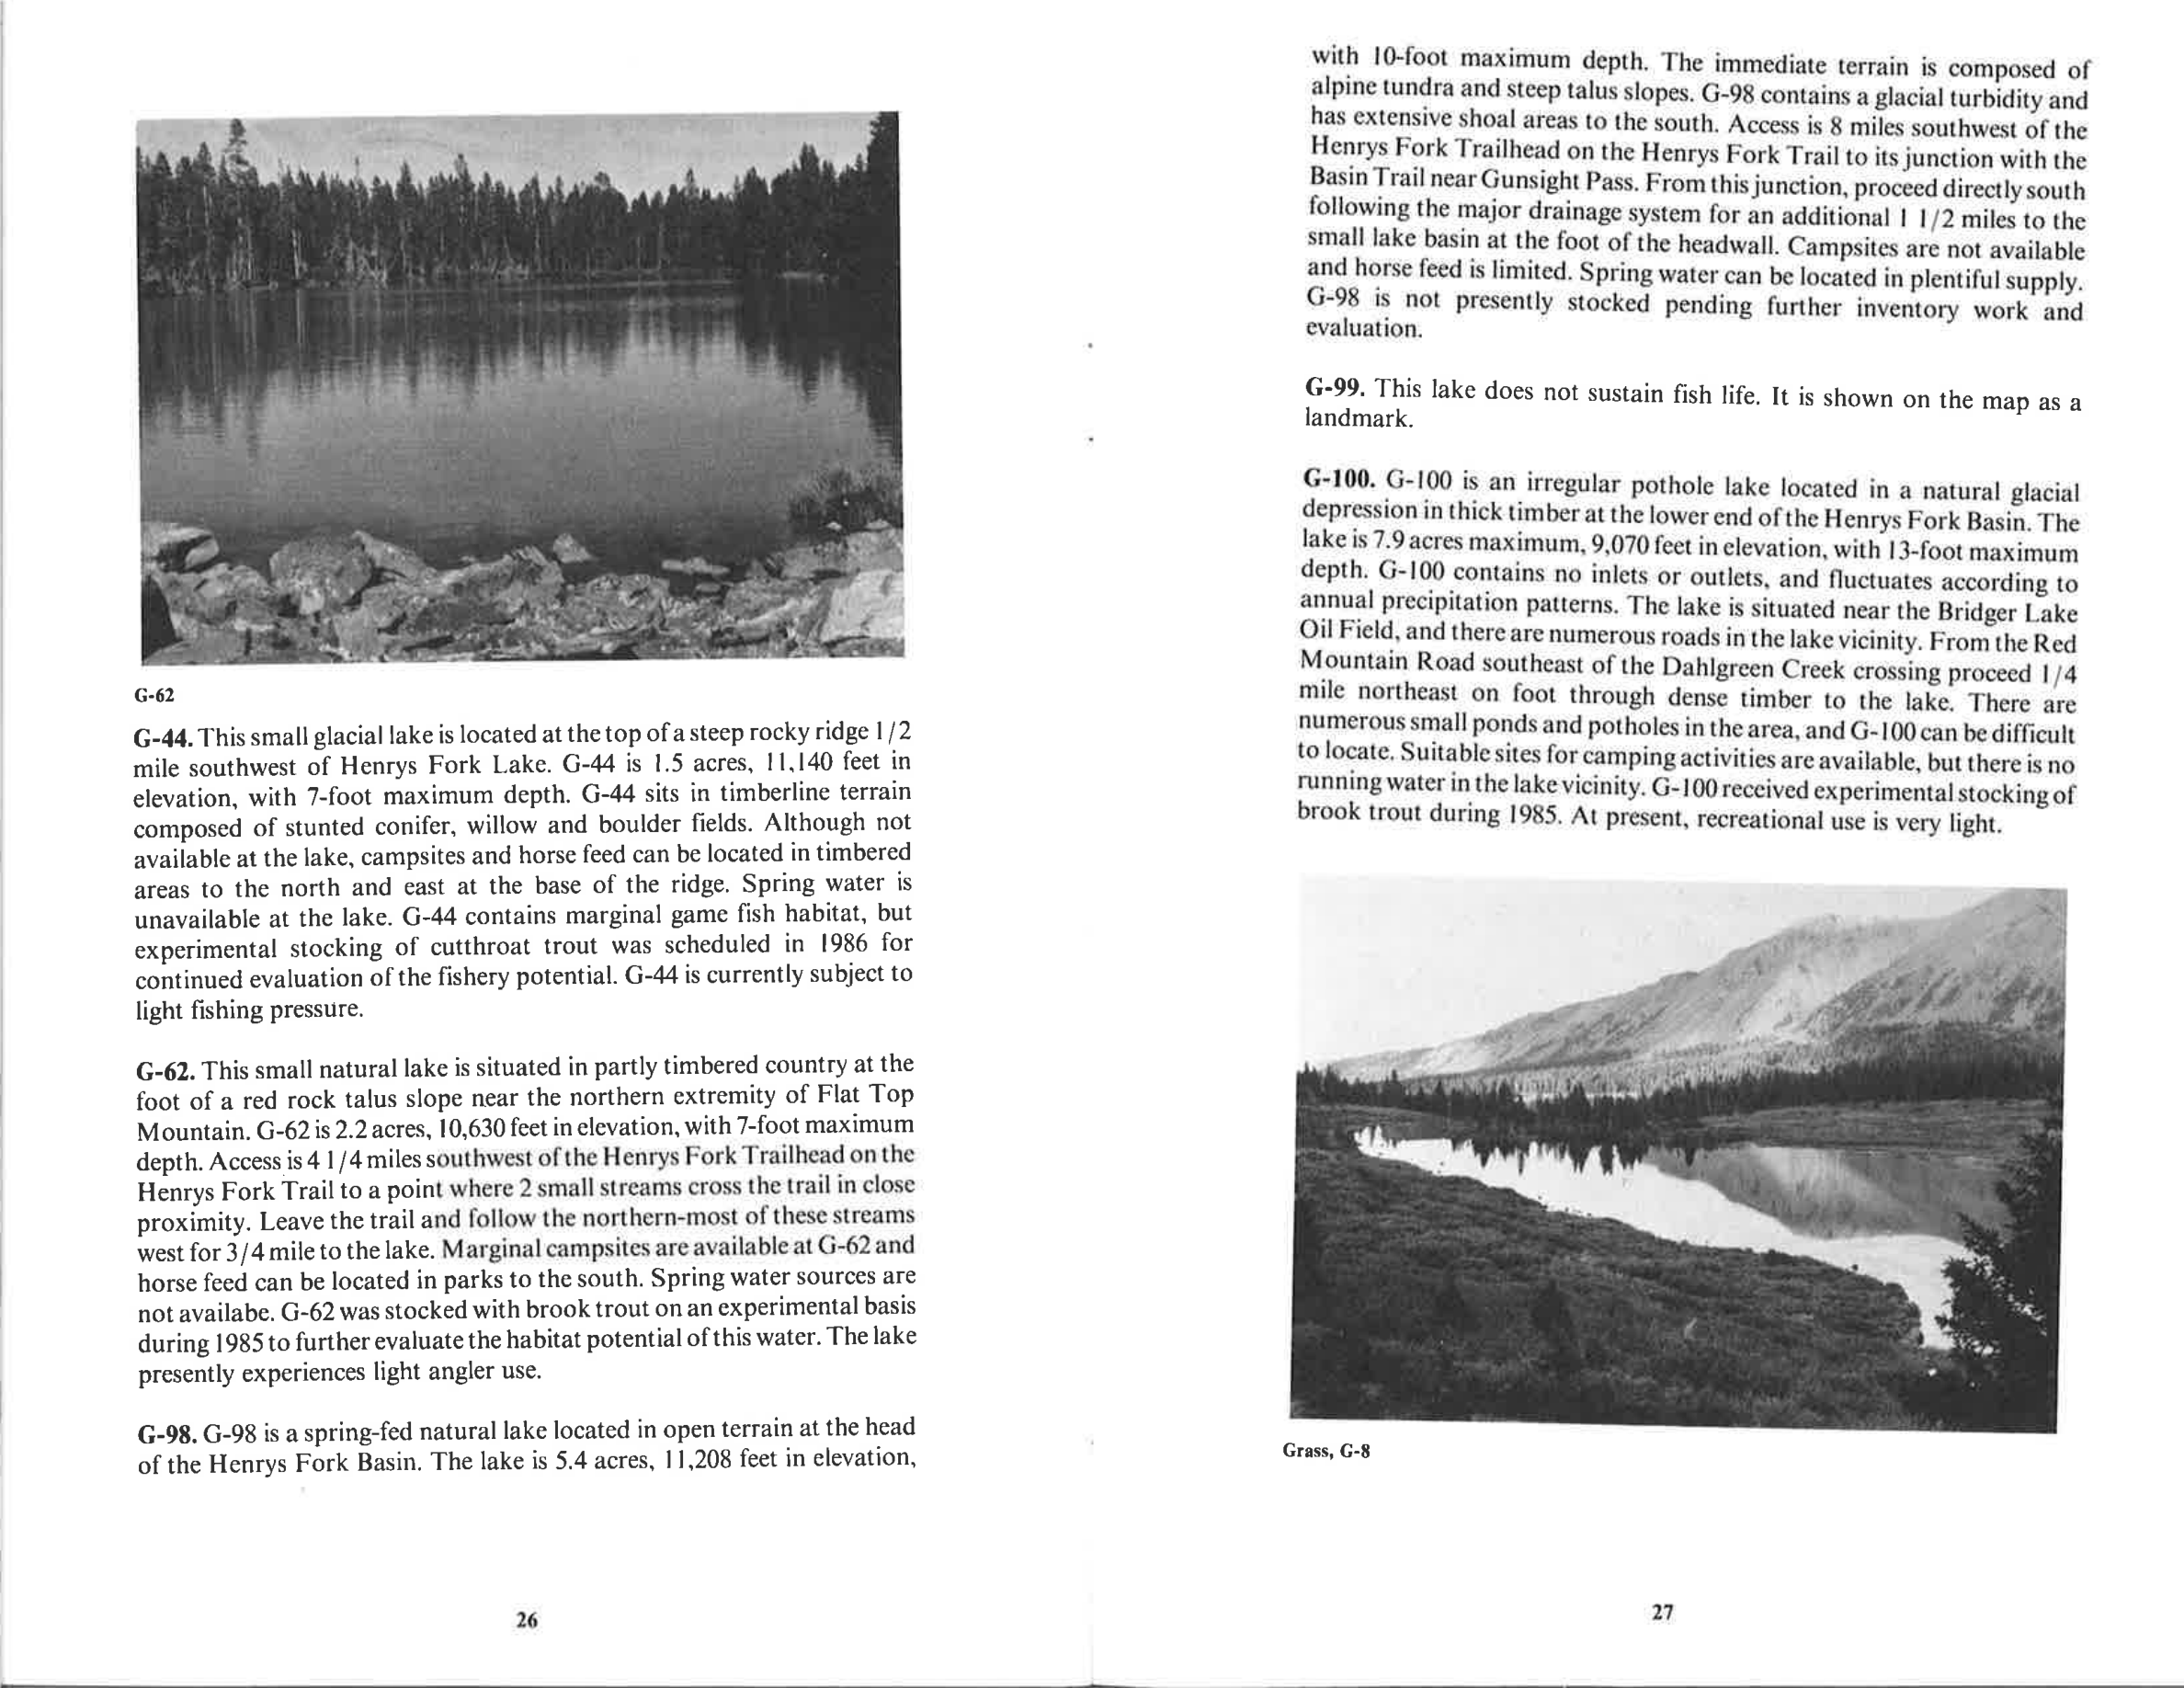 G-62
G-44. This small glacial lake is located at the top of a steep rocky ridge 1/2
mile southwest of Henrys Fork Lake. G-44 is 1.5 acres, 11,140 feet in
elevation, with 7-foot maximum depth. G-44 sits in timberline terrain
composed of stunted conifer, willow and boulder fields. Although not
available at the lake, campsites and horse feed can be located in timbered
areas to the north and east at the base of the ridge. Spring water is
unavailable at the lake. G-44 contains marginal game fish habitat, but
experimental stocking of cutthroat trout was scheduled in 1986 for
continued evaluation of the fishery potential. G-44 is currently subject to
light fishing pressure.
G-62. This small natural lake is situated in partly timbered country at the
foot of a red rock talus slope near the northern extremity of Flat Top
Mountain. G-62 is 2.2 acres, 10,630 feet in elevation, with 7-foot maximum
depth. Access is 4 1/4 miles southwest of the Henrys Fork Trailhead on the
Henrys Fork Trail to a point where 2 small streams cross the trail in close
proximity. Leave the trail and follow the northern-most of these streams
west for 3/4 mile to the lake. Marginal campsites are available at G-62 and
horse feed can be located in parks to the south. Spring water sources are
not availabe. G-62 was stocked with brook trout on an experimental basis
during 1985 to further evaluate the habitat potential of this water. The lake
presently experiences light angler use.
G-98. G-98 is a spring-fed natural lake located in open terrain at the head
of the Henrys Fork Basin. The lake is 5.4 acres, 11,208 feet in elevation,
26
with 10-foot maximum depth. The immediate terrain is composed of
alpine tundra and steep talus slopes. G-98 contains a glacial turbidity and
has extensive shoal areas to the south. Access is 8 miles southwest of the
Henrys Fork Trailhead on the Henrys Fork Trail to its junction with the
Basin Trail near Gunsight Pass. From this junction, proceed directly south
following the major drainage system for an additional 1 1/2 miles to the
small lake basin at the foot of the headwall. Campsites are not available
and horse feed is limited. Spring water can be located in plentiful supply.
G-98 is not presently stocked pending further inventory work and
evaluation.
G-99. This lake does not sustain fish life. It is shown on the map as a
landmark.
G-100. G-100 is an irregular pothole lake located in a natural glacial
depression in thick timber at the lower end of the Henrys Fork Basin. The
lake is 7.9 acres maximum, 9,070 feet in elevation, with 13-foot maximum
depth. G-100 contains no inlets or outlets, and fluctuates according to
annual precipitation patterns. The lake is situated near the Bridger Lake
Oil Field, and there are numerous roads in the lake vicinity. From the Red
Mountain Road southeast of the Dahlgreen Creek crossing proceed 1/4
mile northeast on foot through dense timber to the lake. There are
numerous small ponds and potholes in the area, and G-100 can be difficult
to locate. Suitable sites for camping activities are available, but there is no
running water in the lake vicinity. G-100 received experimental stocking of
brook trout during 1985. At present, recreational use is very light.
Grass, G-8
27